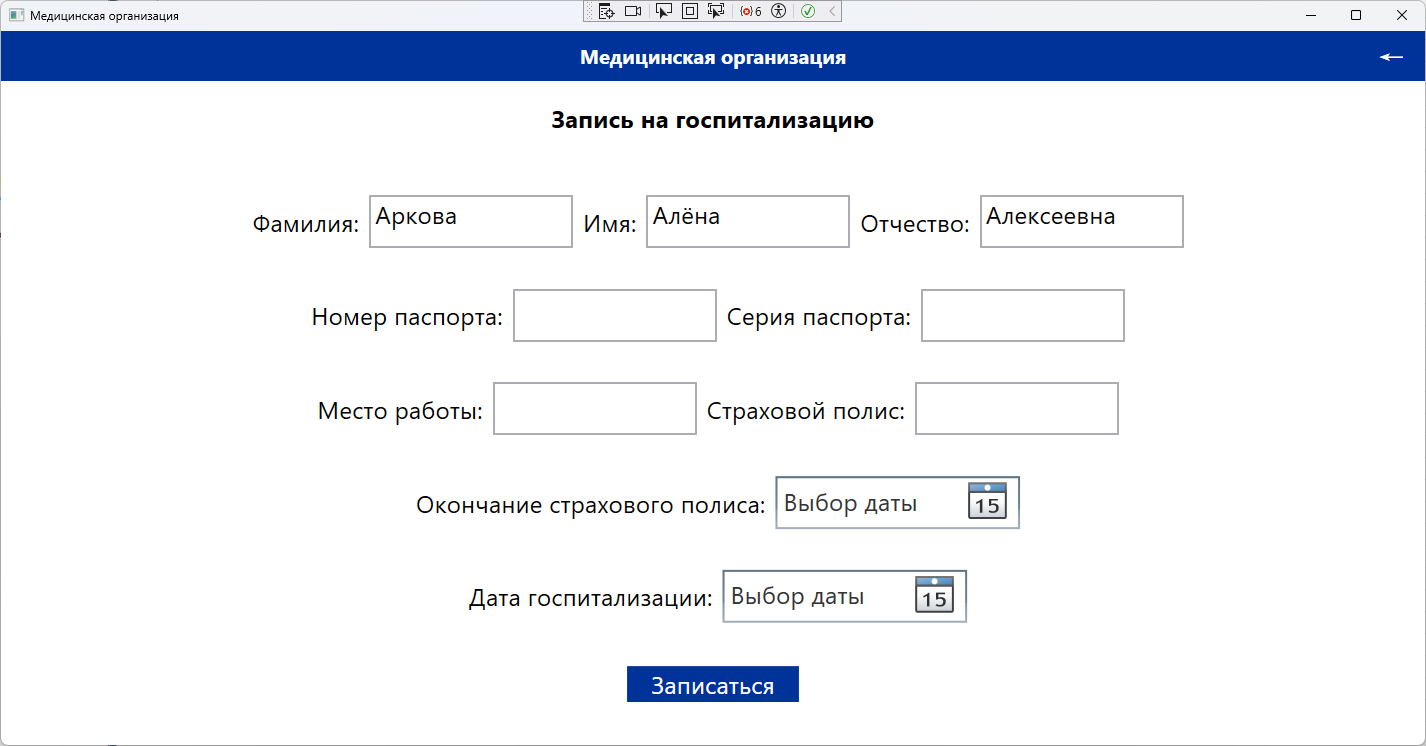 Медицинская организация
6
Медицинская организация
Запись на госпитализацию
Фамилия: Аркова Имя: Алёна Отчество: Алексеевна
Номер паспорта: Серия паспорта:
Место работы: Страховой полис:
Окончание страхового полиса: Выбор даты 15
Дата госпитализации: Выбор даты 15
Записаться